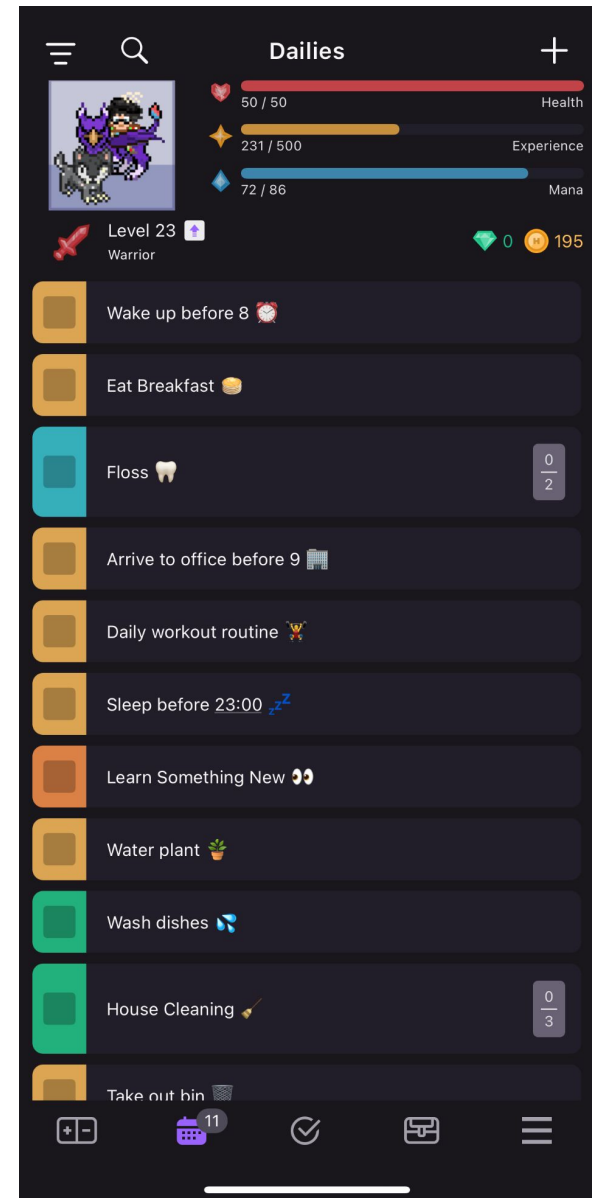 Dailies
50 / 50 Health
231 / 500 Experience
72 / 86 Mana
Level 23
Warrior
0 195
Wake up before 8
Eat Breakfast
Floss
0
2
Arrive to office before 9
Daily workout routine
Sleep before 23:00
Learn Something New
Water plant
Wash dishes
House Cleaning
0
3
Take out bin
11